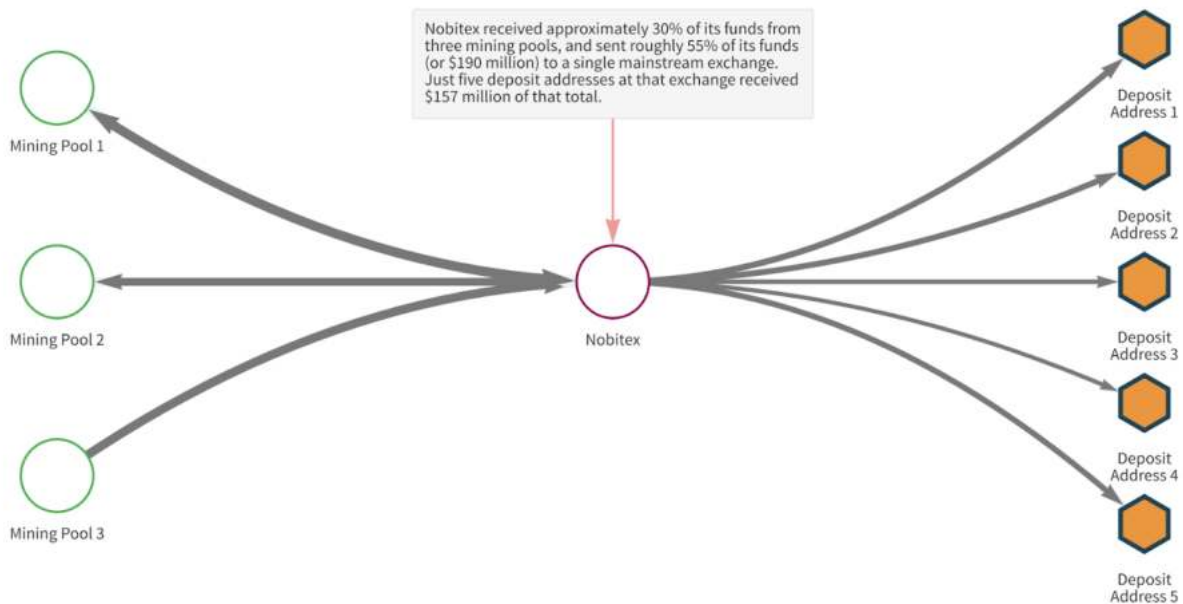 Nobitex received approximately 30% of its funds from
three mining pools, and sent roughly 55% of its funds
(or $190 million) to a single mainstream exchange.
Just five deposit addresses at that exchange received
$157 million of that total.
Mining Pool 1
Mining Pool 2
Mining Pool 3
Nobitex
Deposit
Address 1
Deposit
Address 2
Deposit
Address 3
Deposit
Address 4
Deposit
Address 5